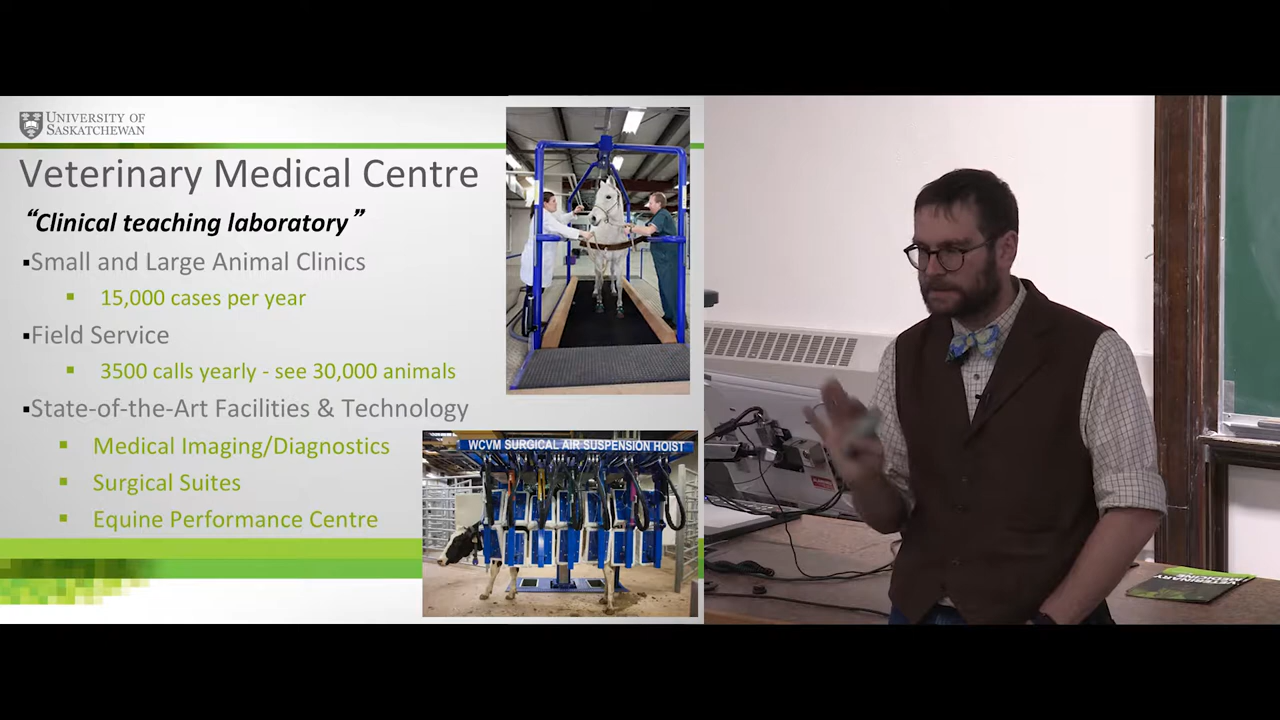 UNIVERSITY OF
SASKATCHEWAN
Veterinary Medical Centre
“Clinical teaching laboratory”
▪Small and Large Animal Clinics
▪ 15,000 cases per year
▪Field Service
▪ 3500 calls yearly - see 30,000 animals
▪State-of-the-Art Facilities & Technology
▪ Medical Imaging/Diagnostics
▪ Surgical Suites
▪ Equine Performance Centre
WCVM SURGICAL AIR SUSPENSION HOIST
VETERINARY
MEDICINE